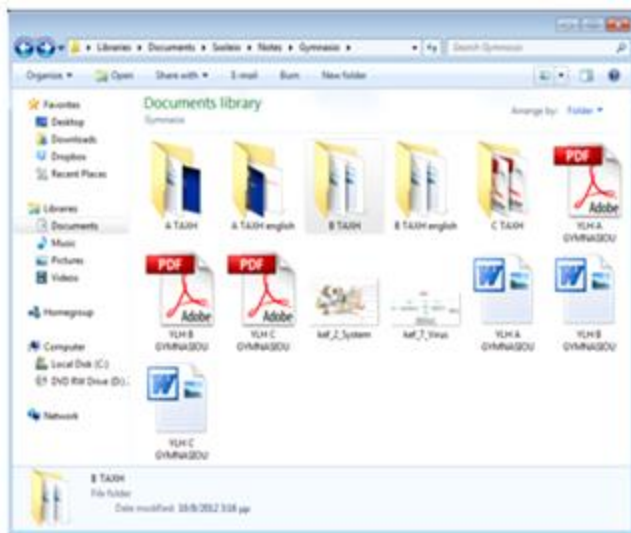 Libraries ▸ Documents ▸ Sxoleio ▸ Notes ▸ Gymnasio ▸
Search Gymnasio
Organize ▾ Open Share with ▾ E-mail Burn New folder
Favorites
Desktop
Downloads
Dropbox
Recent Places
Libraries
Documents
Music
Pictures
Videos
Homegroup
Computer
Local Disk (C:)
DVD RW Drive (D:)
Network
Documents library
Gymnasio
Arrange by: Folder ▾
A TAXH
A TAXH english
B TAXH
B TAXH english
C TAXH
PDF
Adobe
YLH A
GYMNASIOU
PDF
Adobe
YLH B
GYMNASIOU
PDF
Adobe
YLH C
GYMNASIOU
kef_2_System
kef_7_Virus
W
YLH A
GYMNASIOU
W
YLH B
GYMNASIOU
W
YLH C
GYMNASIOU
B TAXH
File folder
Date modified: 10/9/2012 3:16 μμ